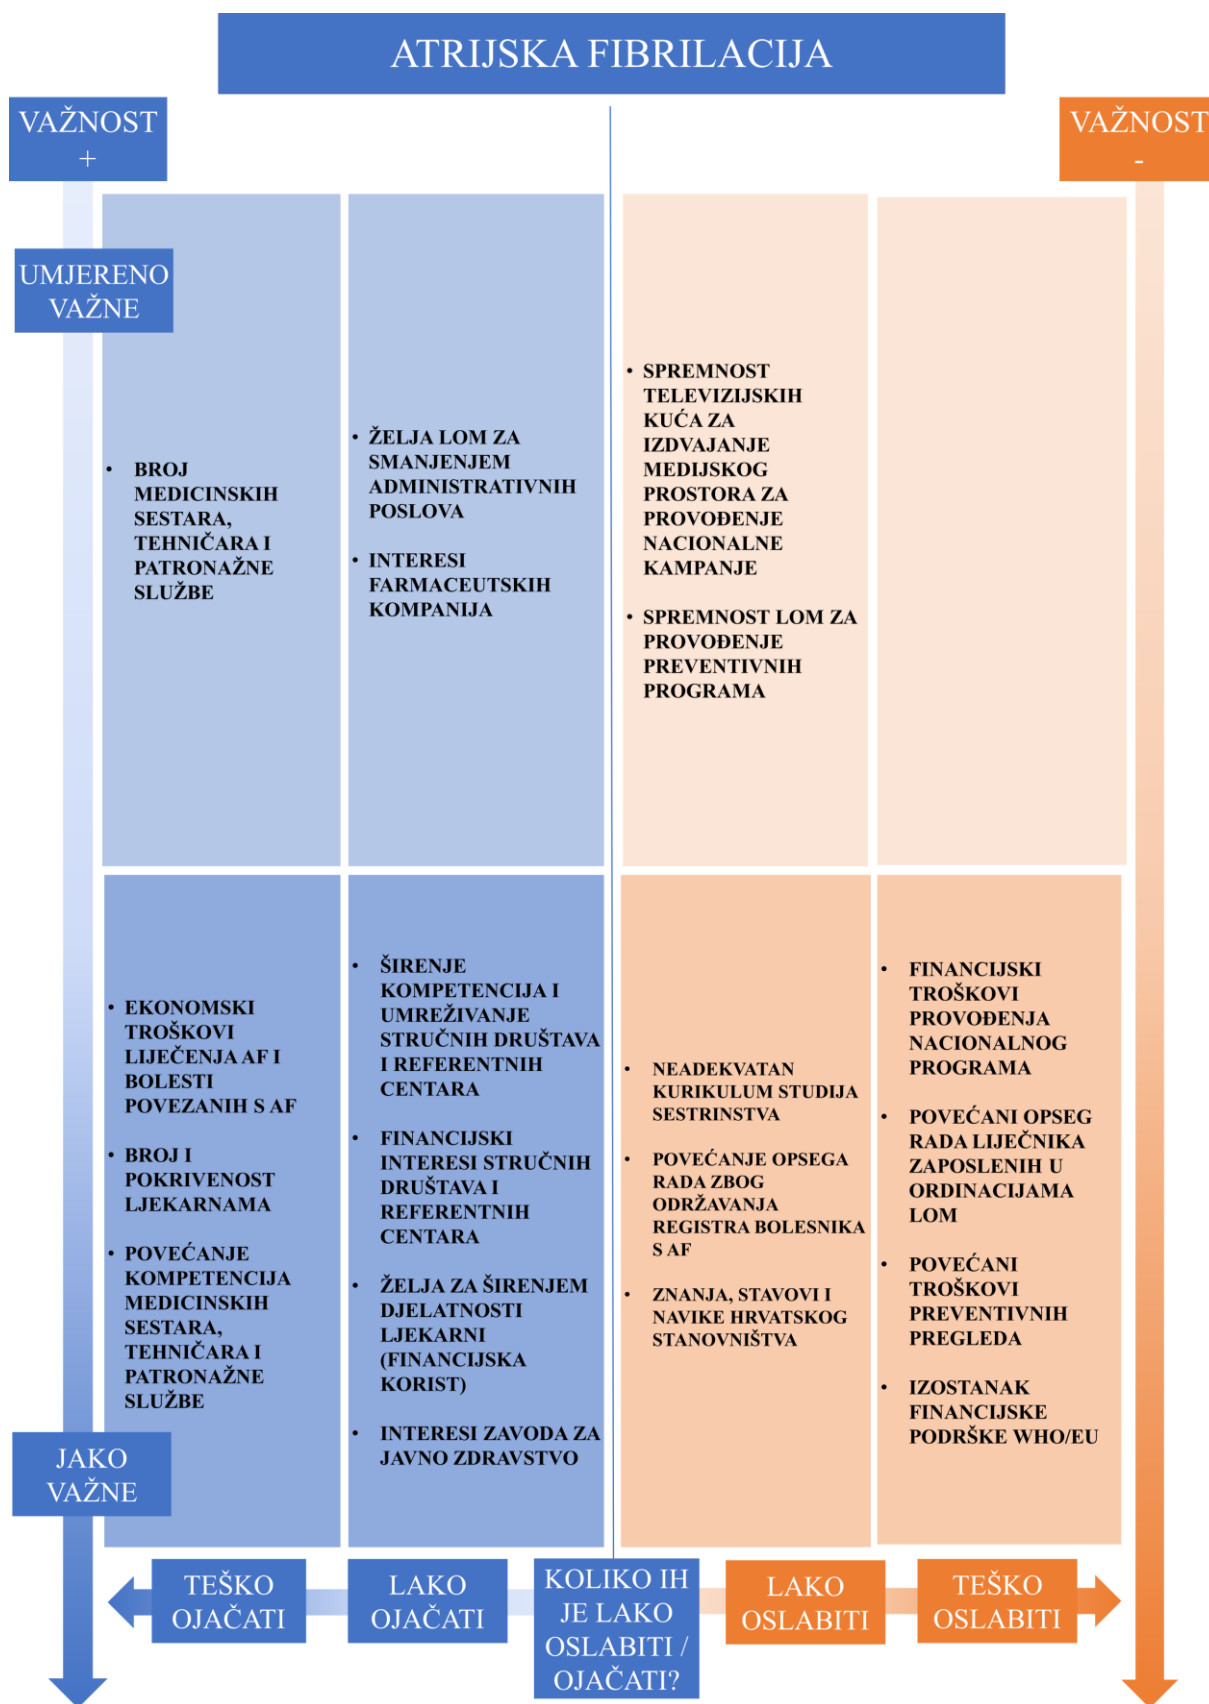 ATRIJSKA FIBRILACIJA
VAŽNOST
+
VAŽNOST
-
UMJERENO
VAŽNE
• BROJ
MEDICINSKIH
SESTARA,
TEHNIČARA I
PATRONAŽNE
SLUŽBE
• ŽELJA LOM ZA
SMANJENJEM
ADMINISTRATIVNIH
POSLOVA
• INTERESI
FARMACEUTSKIH
KOMPANIJA
• SPREMNOST
TELEVIZIJSKIH
KUĆA ZA
IZDVAJANJE
MEDIJSKOG
PROSTORA ZA
PROVOĐENJE
NACIONALNE
KAMPANJE
• SPREMNOST LOM ZA
PROVOĐENJE
PREVENTIVNIH
PROGRAMA
• EKONOMSKI
TROŠKOVI
LIJEČENJA AF I
BOLESTI
POVEZANIH S AF
• BROJ I
POKRIVENOST
LJEKARNAMA
• POVEĆANJE
KOMPETENCIJA
MEDICINSKIH
SESTARA,
TEHNIČARA I
PATRONAŽNE
SLUŽBE
• ŠIRENJE
KOMPETENCIJA I
UMREŽIVANJE
STRUČNIH DRUŠTAVA
I REFERENTNIH
CENTARA
• FINANCIJSKI
INTERESI STRUČNIH
DRUŠTAVA I
REFERENTNIH
CENTARA
• ŽELJA ZA ŠIRENJEM
DJELATNOSTI
LJEKARNI
(FINANCIJSKA
KORIST)
• INTERESI ZAVODA ZA
JAVNO ZDRAVSTVO
• NEADEKVATAN
KURIKULUM STUDIJA
SESTRINSTVA
• POVEĆANJE OPSEGA
RADA ZBOG
ODRŽAVANJA
REGISTRA BOLESNIKA
S AF
• ZNANJA, STAVOVI I
NAVIKE HRVATSKOG
STANOVNIŠTVA
• FINANCIJSKI
TROŠKOVI
PROVOĐENJA
NACIONALNOG
PROGRAMA
• POVEĆANI OPSEG
RADA LIJEČNIKA
ZAPOSLENIH U
ORDINACIJAMA
LOM
• POVEĆANI
TROŠKOVI
PREVENTIVNIH
PREGLEDA
• IZOSTANAK
FINANCIJSKE
PODRŠKE WHO/EU
JAKO
VAŽNE
TEŠKO
OJAČATI
LAKO
OJAČATI
KOLIKO IH
JE LAKO
OSLABITI /
OJAČATI?
LAKO
OSLABITI
TEŠKO
OSLABITI